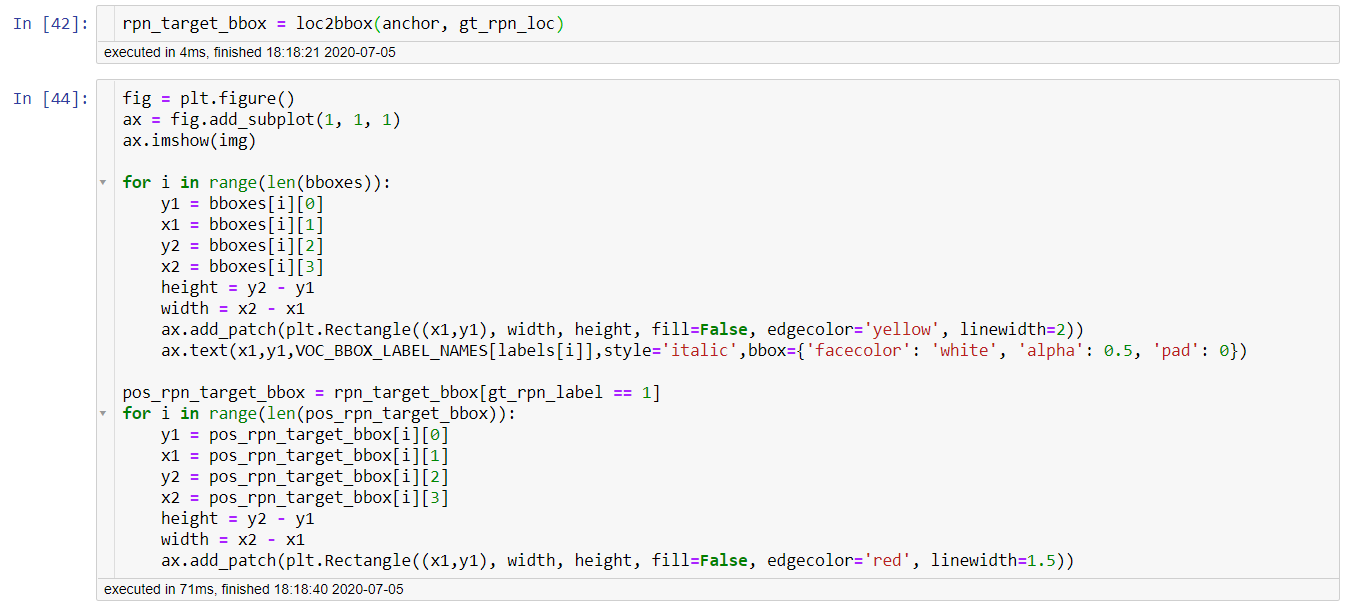 In [42]: rpn_target_bbox = loc2bbox(anchor, gt_rpn_loc)
executed in 4ms, finished 18:18:21 2020-07-05
In [44]: fig = plt.figure()
ax = fig.add_subplot(1, 1, 1)
ax.imshow(img)

for i in range(len(bboxes)):
    y1 = bboxes[i][0]
    x1 = bboxes[i][1]
    y2 = bboxes[i][2]
    x2 = bboxes[i][3]
    height = y2 - y1
    width = x2 - x1
    ax.add_patch(plt.Rectangle((x1,y1), width, height, fill=False, edgecolor='yellow', linewidth=2))
    ax.text(x1,y1,VOC_BBOX_LABEL_NAMES[labels[i]],style='italic',bbox={'facecolor': 'white', 'alpha': 0.5, 'pad': 0})

pos_rpn_target_bbox = rpn_target_bbox[gt_rpn_label == 1]
for i in range(len(pos_rpn_target_bbox)):
    y1 = pos_rpn_target_bbox[i][0]
    x1 = pos_rpn_target_bbox[i][1]
    y2 = pos_rpn_target_bbox[i][2]
    x2 = pos_rpn_target_bbox[i][3]
    height = y2 - y1
    width = x2 - x1
    ax.add_patch(plt.Rectangle((x1,y1), width, height, fill=False, edgecolor='red', linewidth=1.5))
executed in 71ms, finished 18:18:40 2020-07-05